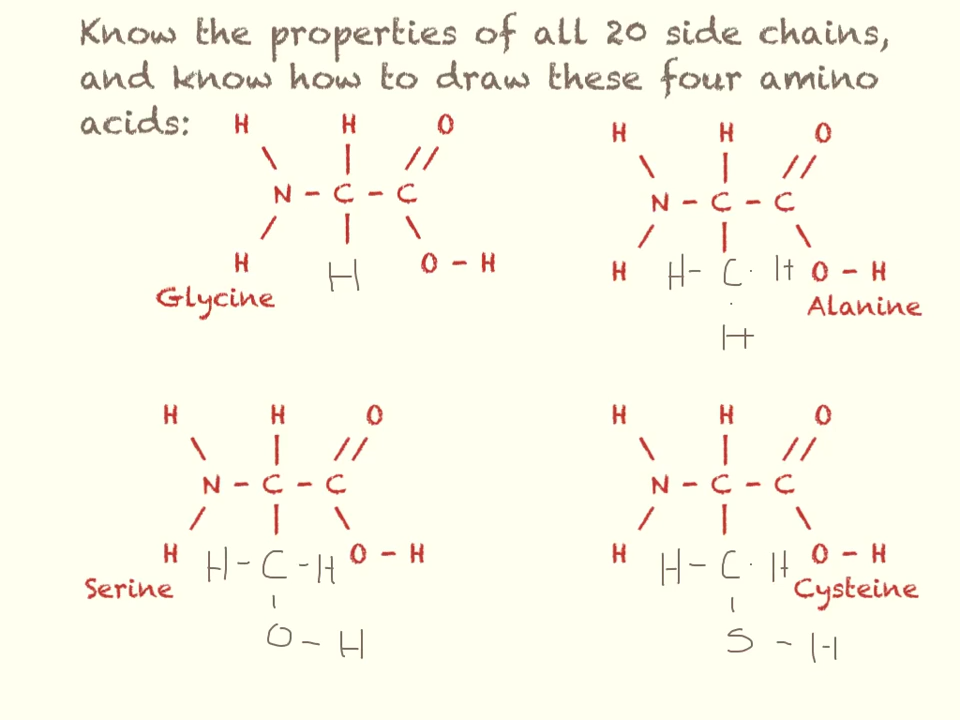 Know the properties of all 20 side chains,
and know how to draw these four amino
acids:
H H O
N - C - C
H H O - H
Glycine
H H O
N - C - C
H H - C · H O - H
H
Alanine
H H O
N - C - C
H H - C - H O - H
O - H
Serine
H H O
N - C - C
H H - C · H O - H
S - H
Cysteine